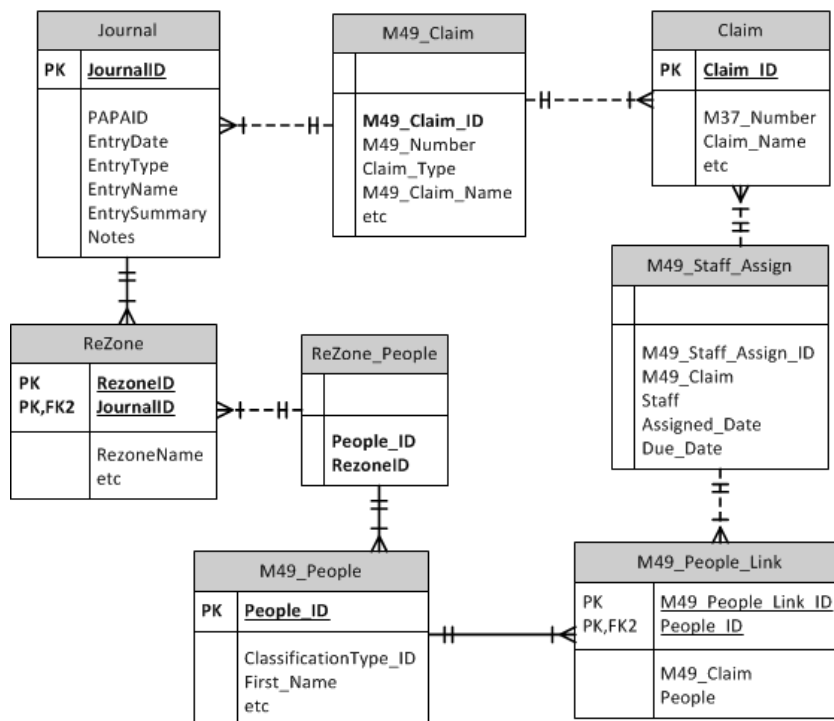 Journal
PK JournalID
PAPAID
EntryDate
EntryType
EntryName
EntrySummary
Notes
M49_Claim
M49_Claim_ID
M49_Number
Claim_Type
M49_Claim_Name
etc
Claim
PK Claim_ID
M37_Number
Claim_Name
etc
M49_Staff_Assign
M49_Staff_Assign_ID
M49_Claim
Staff
Assigned_Date
Due_Date
ReZone
PK RezoneID
PK,FK2 JournalID
RezoneName
etc
ReZone_People
People_ID
RezoneID
M49_People
PK People_ID
ClassificationType_ID
First_Name
etc
M49_People_Link
PK M49_People_Link_ID
PK,FK2 People_ID
M49_Claim
People